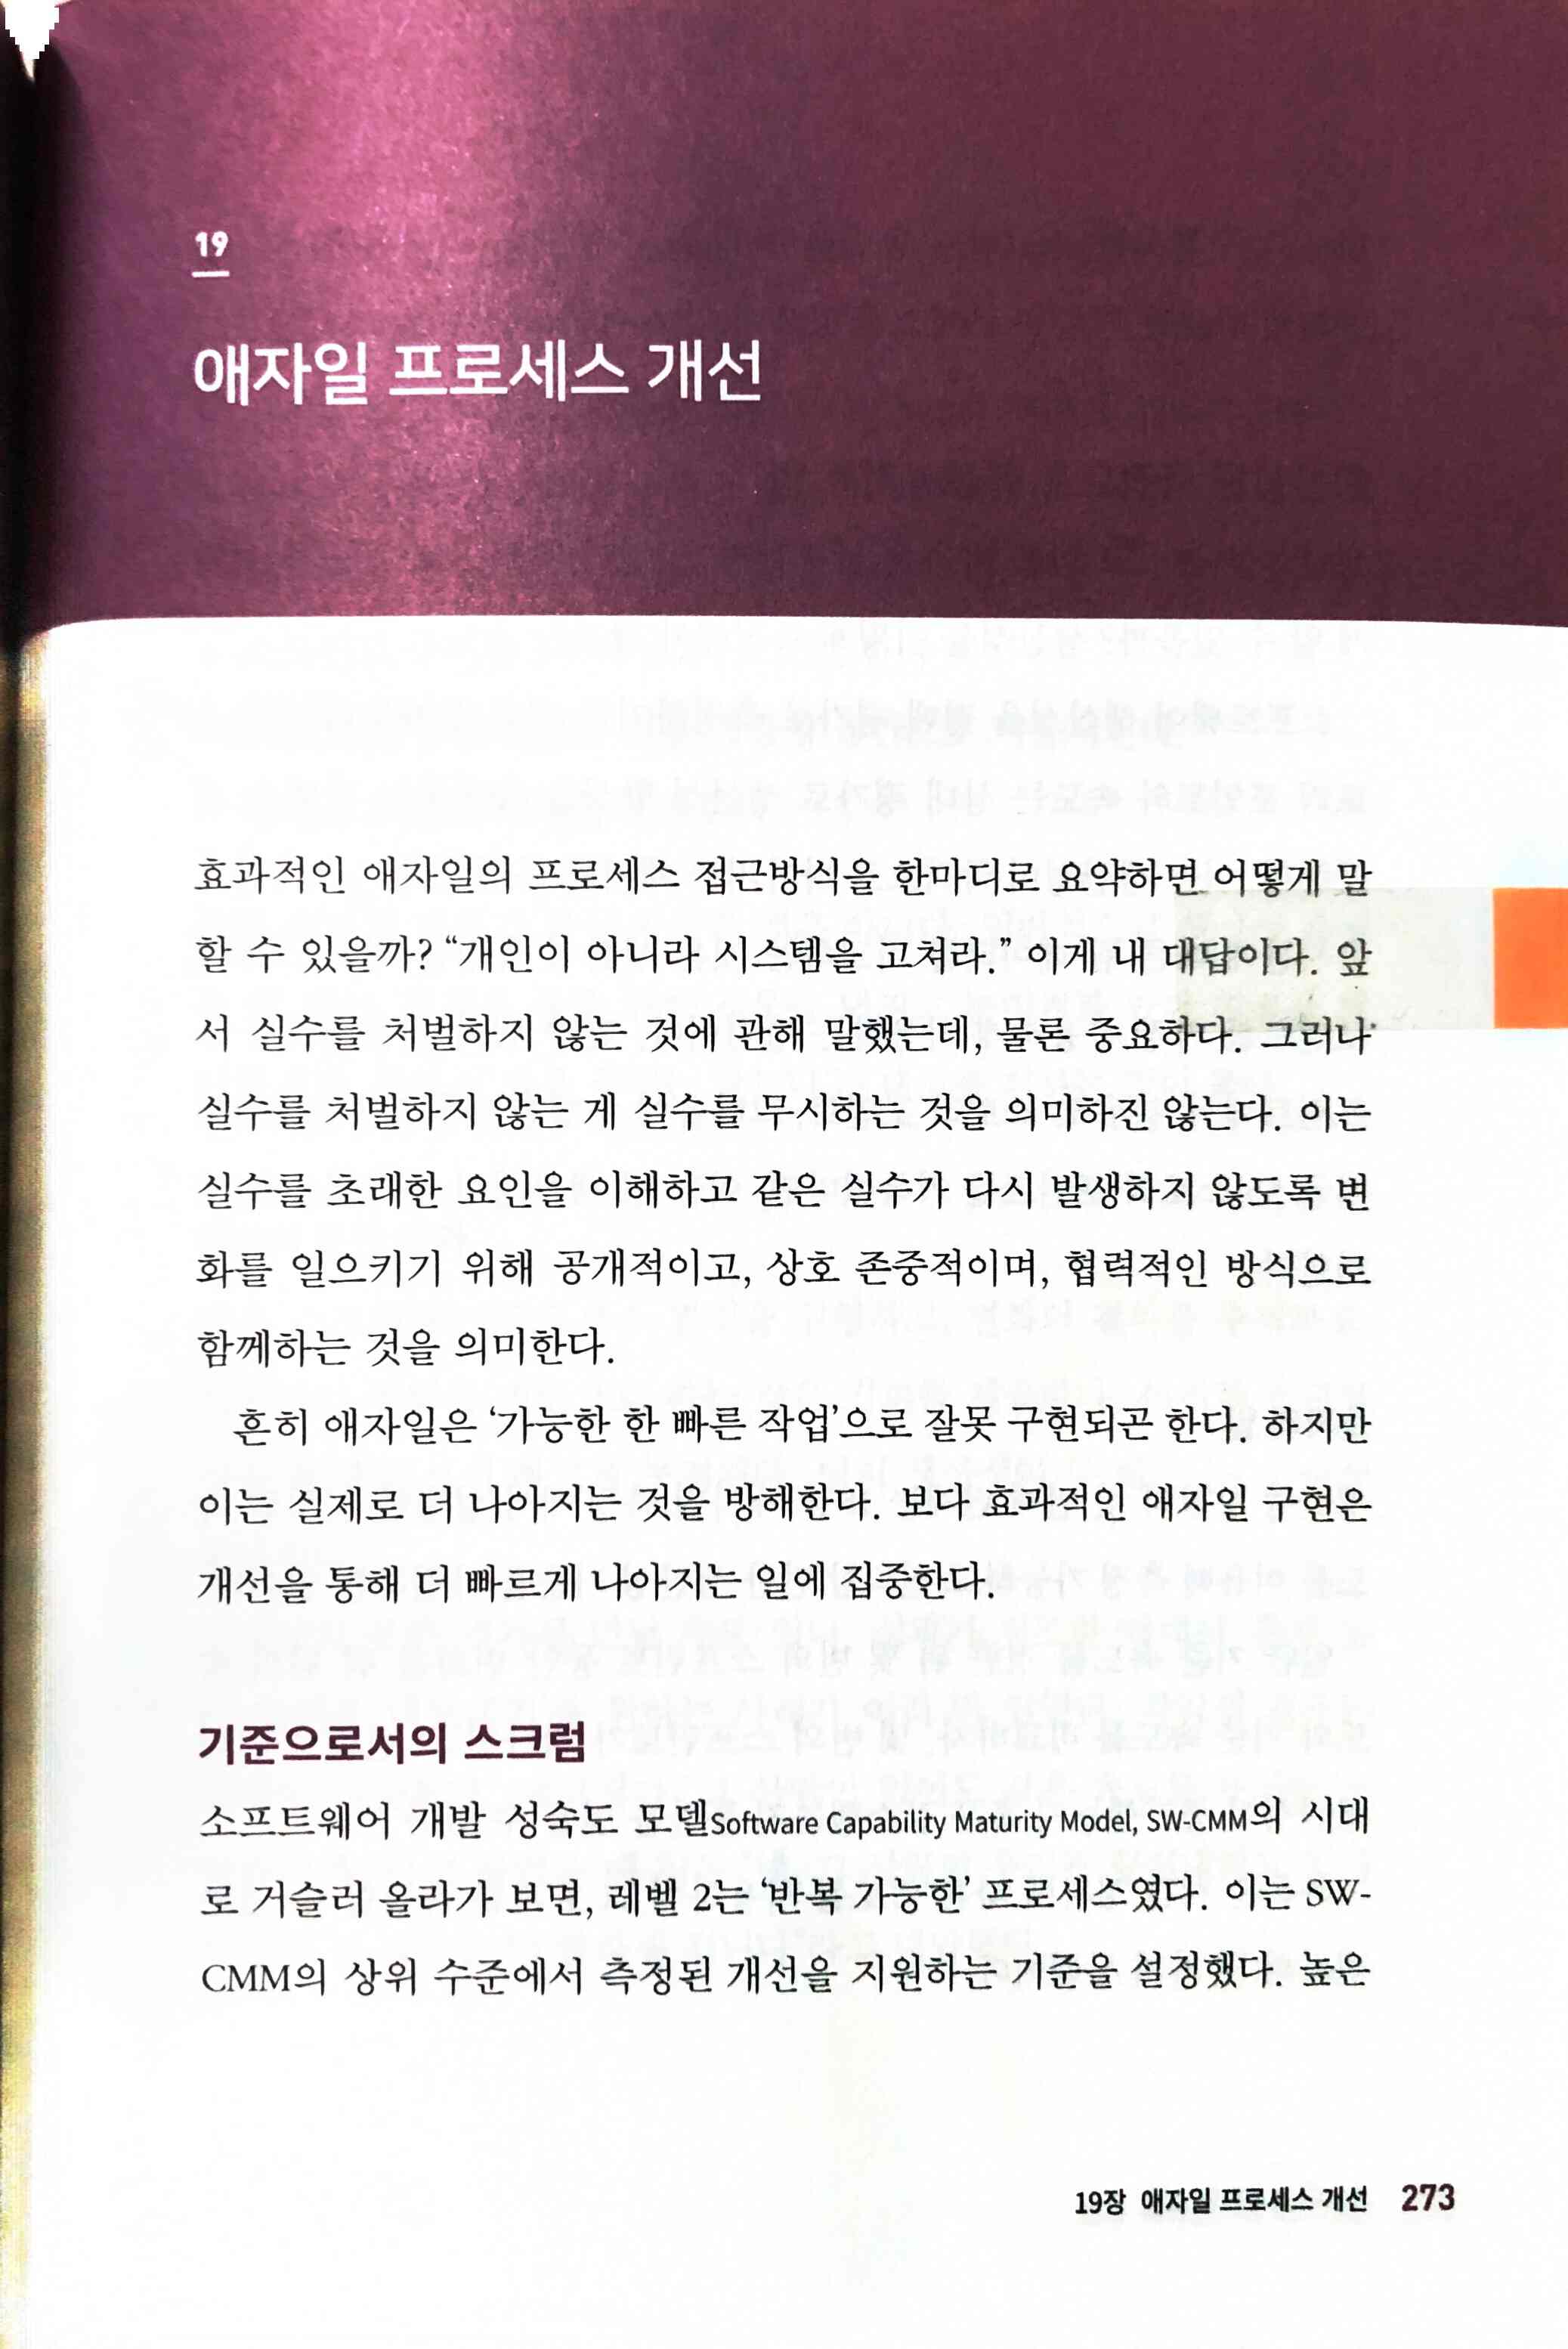 19
애자일 프로세스 개선
효과적인 애자일의 프로세스 접근방식을 한마디로 요약하면 어떻게 말
할 수 있을까? “개인이 아니라 시스템을 고쳐라.” 이게 내 대답이다. 앞
서 실수를 처벌하지 않는 것에 관해 말했는데, 물론 중요하다. 그러나
실수를 처벌하지 않는 게 실수를 무시하는 것을 의미하진 않는다. 이는
실수를 초래한 요인을 이해하고 같은 실수가 다시 발생하지 않도록 변
화를 일으키기 위해 공개적이고, 상호 존중적이며, 협력적인 방식으로
함께하는 것을 의미한다.
흔히 애자일은 ‘가능한 한 빠른 작업’으로 잘못 구현되곤 한다. 하지만
이는 실제로 더 나아지는 것을 방해한다. 보다 효과적인 애자일 구현은
개선을 통해 더 빠르게 나아지는 일에 집중한다.
기준으로서의 스크럼
소프트웨어 개발 성숙도 모델Software Capability Maturity Model, SW-CMM의 시대
로 거슬러 올라가 보면, 레벨 2는 ‘반복 가능한’ 프로세스였다. 이는 SW-
CMM의 상위 수준에서 측정된 개선을 지원하는 기준을 설정했다. 높은
19장 애자일 프로세스 개선 273